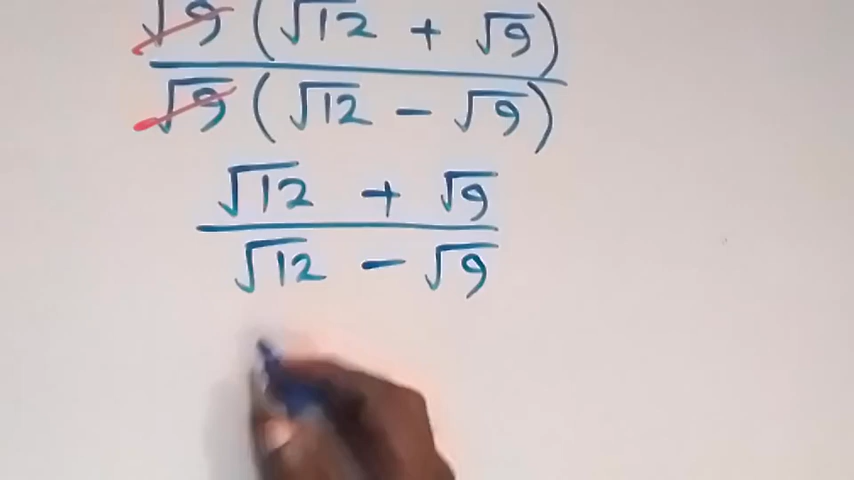 √9 (√12 + √9)
√9 (√12 - √9)
√12 + √9
√12 - √9